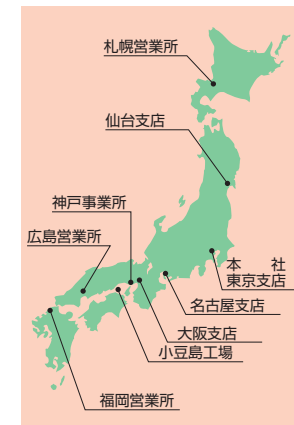 札幌営業所
仙台支店
神戸事業所
広島営業所
本　社
東京支店
名古屋支店
大阪支店
小豆島工場
福岡営業所